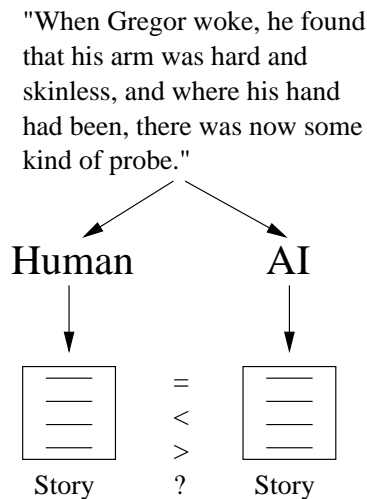 "When Gregor woke, he found
that his arm was hard and
skinless, and where his hand
had been, there was now some
kind of probe."
Human AI
=
<
>
Story ? Story